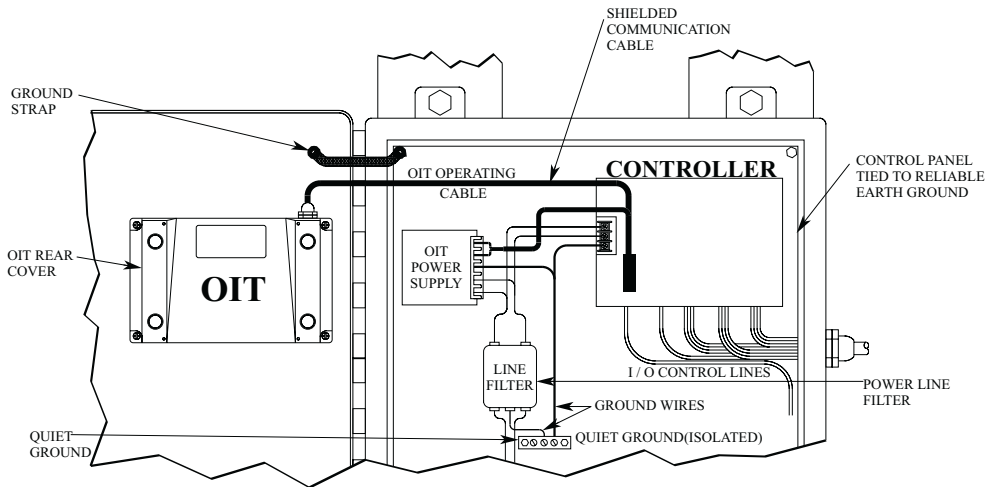 SHIELDED
COMMUNICATION
CABLE
GROUND
STRAP
CONTROLLER
CONTROL PANEL
TIED TO RELIABLE
EARTH GROUND
OIT OPERATING
CABLE
OIT REAR
COVER
OIT
OIT
POWER
SUPPLY
LINE
FILTER
I / O CONTROL LINES
POWER LINE
FILTER
GROUND WIRES
QUIET
GROUND
QUIET GROUND(ISOLATED)